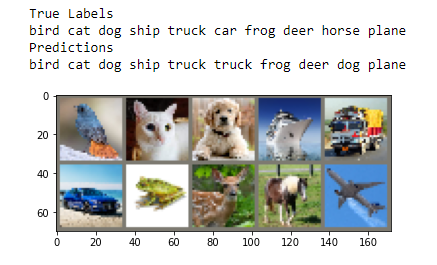 True Labels
bird cat dog ship truck car frog deer horse plane
Predictions
bird cat dog ship truck truck frog deer dog plane
0
20
40
60
0 20 40 60 80 100 120 140 160